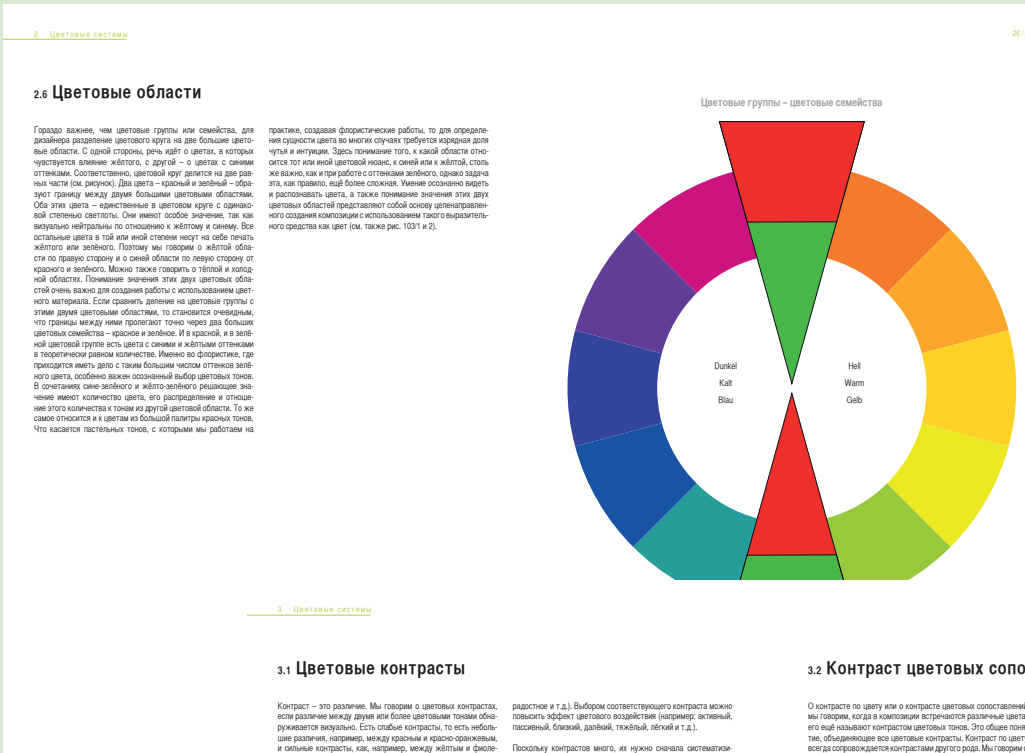 2. Цветовые системы
26 /
2.6 Цветовые области
Гораздо важнее, чем цветовые группы или семейства, для
дизайнера разделение цветового круга на две большие цвето-
вые области. С одной стороны, речь идёт о цветах, в которых
чувствуется влияние жёлтого, с другой – о цветах с синими
оттенками. Соответственно, цветовой круг делится на две рав-
ных части (см. рисунок). Два цвета – красный и зелёный – обра-
зуют границу между двумя большими цветовыми областями.
Оба этих цвета – единственные в цветовом круге с одинако-
вой степенью светлоты. Они имеют особое значение, так как
визуально нейтральны по отношению к жёлтому и синему. Все
остальные цвета в той или иной степени несут на себе печать
жёлтого или зелёного. Поэтому мы говорим о жёлтой обла-
сти по правую сторону и о синей области по левую сторону от
красного и зелёного. Можно также говорить о тёплой и холод-
ной областях. Понимание значения этих двух цветовых обла-
стей очень важно для создания работы с использованием цвет-
ного материала. Если сравнить деление на цветовые группы с
этими двумя цветовыми областями, то становится очевидным,
что границы между ними пролегают точно через два больших
цветовых семейства – красное и зелёное. И в красной, и в зелё-
ной цветовой группе есть цвета с синими и жёлтыми оттенками
в теоретически равном количестве. Именно во флористике, где
приходится иметь дело с таким большим числом оттенков зелё-
ного цвета, особенно важен осознанный выбор цветовых тонов.
В сочетаниях сине-зелёного и жёлто-зелёного решающее зна-
чение имеют количество цвета, его распределение и отноше-
ние этого количества к тонам из другой цветовой области. То же
самое относится и к цветам из большой палитры красных тонов.
Что касается пастельных тонов, с которыми мы работаем на
практике, создавая флористические работы, то для определе-
ния сущности цвета во многих случаях требуется изрядная доля
чутья и интуиции. Здесь понимание того, к какой области отно-
сится тот или иной цветовой нюанс, к синей или к жёлтой, столь
же важно, как и при работе с оттенками зелёного, однако задача
эта, как правило, ещё более сложная. Умение осознанно видеть
и распознавать цвета, а также понимание значения этих двух
цветовых областей представляют собой основу целенаправлен-
ного создания композиции с использованием такого выразитель-
ного средства как цвет (см. также рис. 103/1 и 2).
Цветовые группы – цветовые семейства
Dunkel
Kalt
Blau
Hell
Warm
Gelb
3. Цветовые системы
3.1 Цветовые контрасты
Контраст – это различие. Мы говорим о цветовых контрастах,
если различие между двумя или более цветовыми тонами обна-
руживается визуально. Есть слабые контрасты, то есть неболь-
шие различия, например, между красным и красно-оранжевым,
и сильные контрасты, как, например, между жёлтым и фиоле-
радостное и т.д.). Выбором соответствующего контраста можно
повысить эффект цветового воздействия (например: активный,
пассивный, близкий, далёкий, тяжёлый, лёгкий и т.д.).
Поскольку контрастов много, их нужно сначала систематизи-
3.2 Контраст цветовых сопо
О контрасте по цвету или о контрасте цветовых сопоставлений
мы говорим, когда в композиции встречаются различные цвета,
его ещё называют контрастом цветовых тонов. Это общее поня-
тие, объединяющее все цветовые контрасты. Контраст по цвету
всегда сопровождается контрастами другого рода. Мы говорим